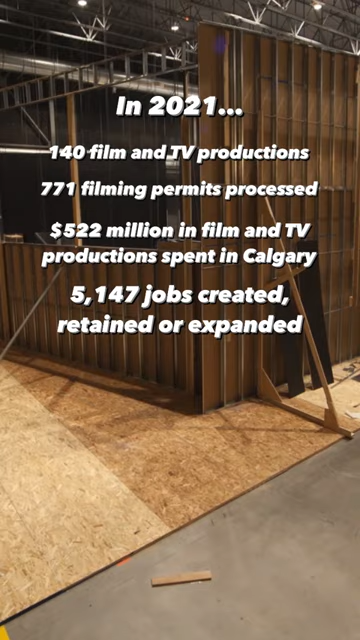 In 2021...
140 film and TV productions
771 filming permits processed
$522 million in film and TV
productions spent in Calgary
5,147 jobs created,
retained or expanded